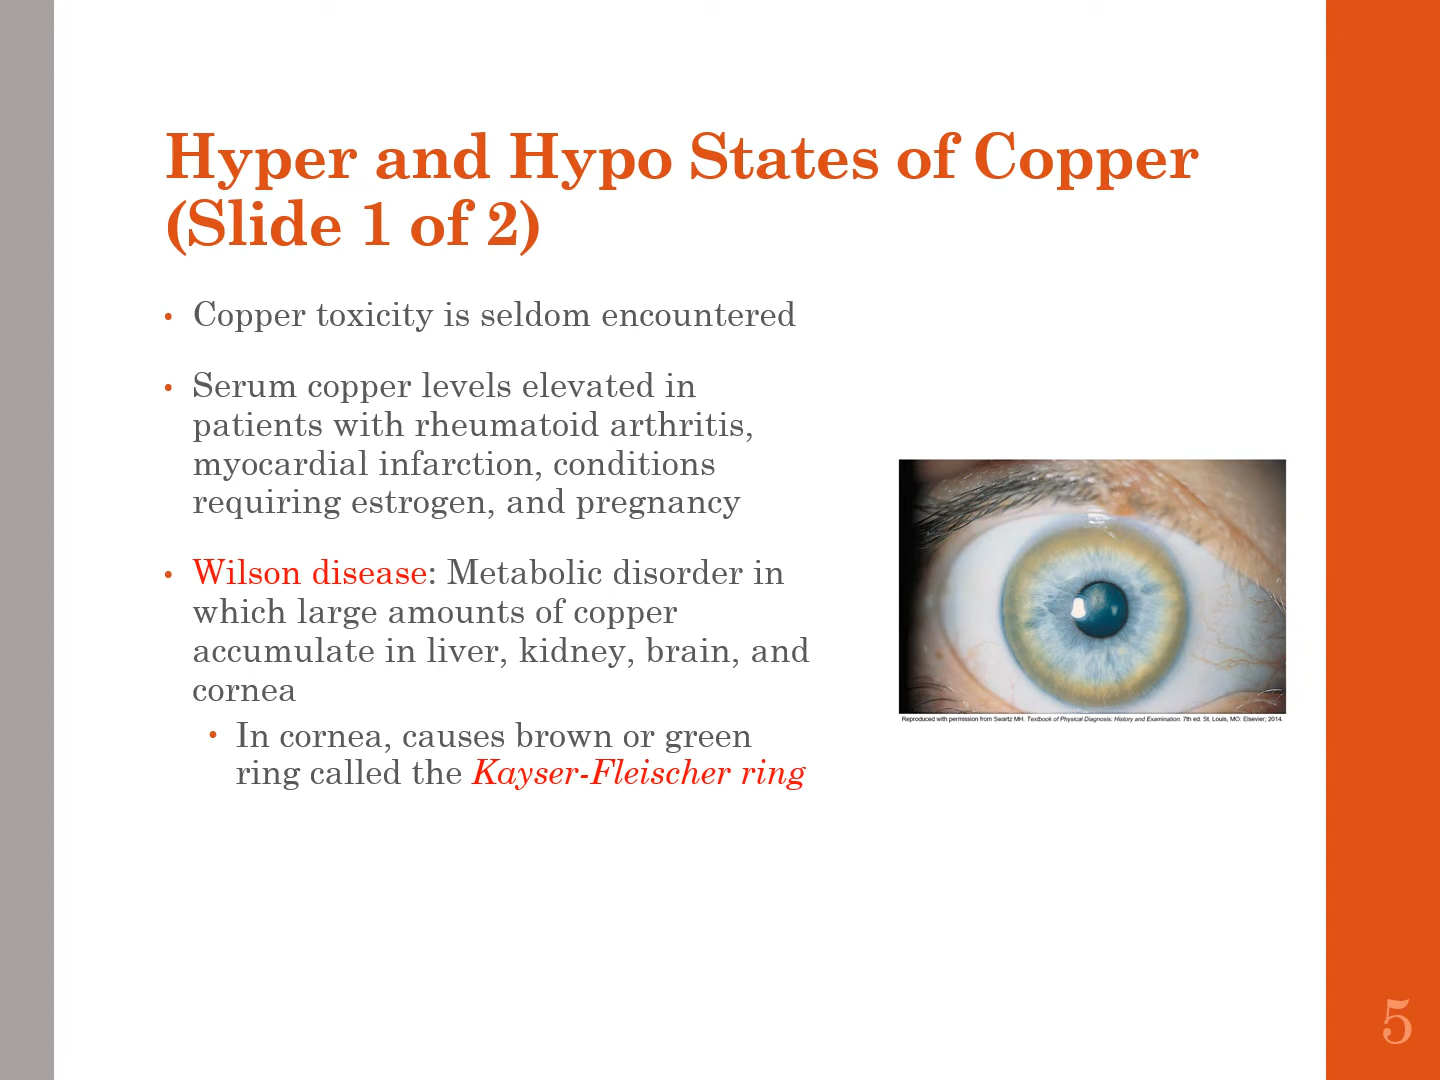 Hyper and Hypo States of Copper
(Slide 1 of 2)
• Copper toxicity is seldom encountered
• Serum copper levels elevated in
patients with rheumatoid arthritis,
myocardial infarction, conditions
requiring estrogen, and pregnancy
• Wilson disease: Metabolic disorder in
which large amounts of copper
accumulate in liver, kidney, brain, and
cornea
• In cornea, causes brown or green
ring called the Kayser-Fleischer ring
Reproduced with permission from Swartz MH. Textbook of Physical Diagnosis: History and Examination. 7th ed. St. Louis, MO: Elsevier; 2014.
5